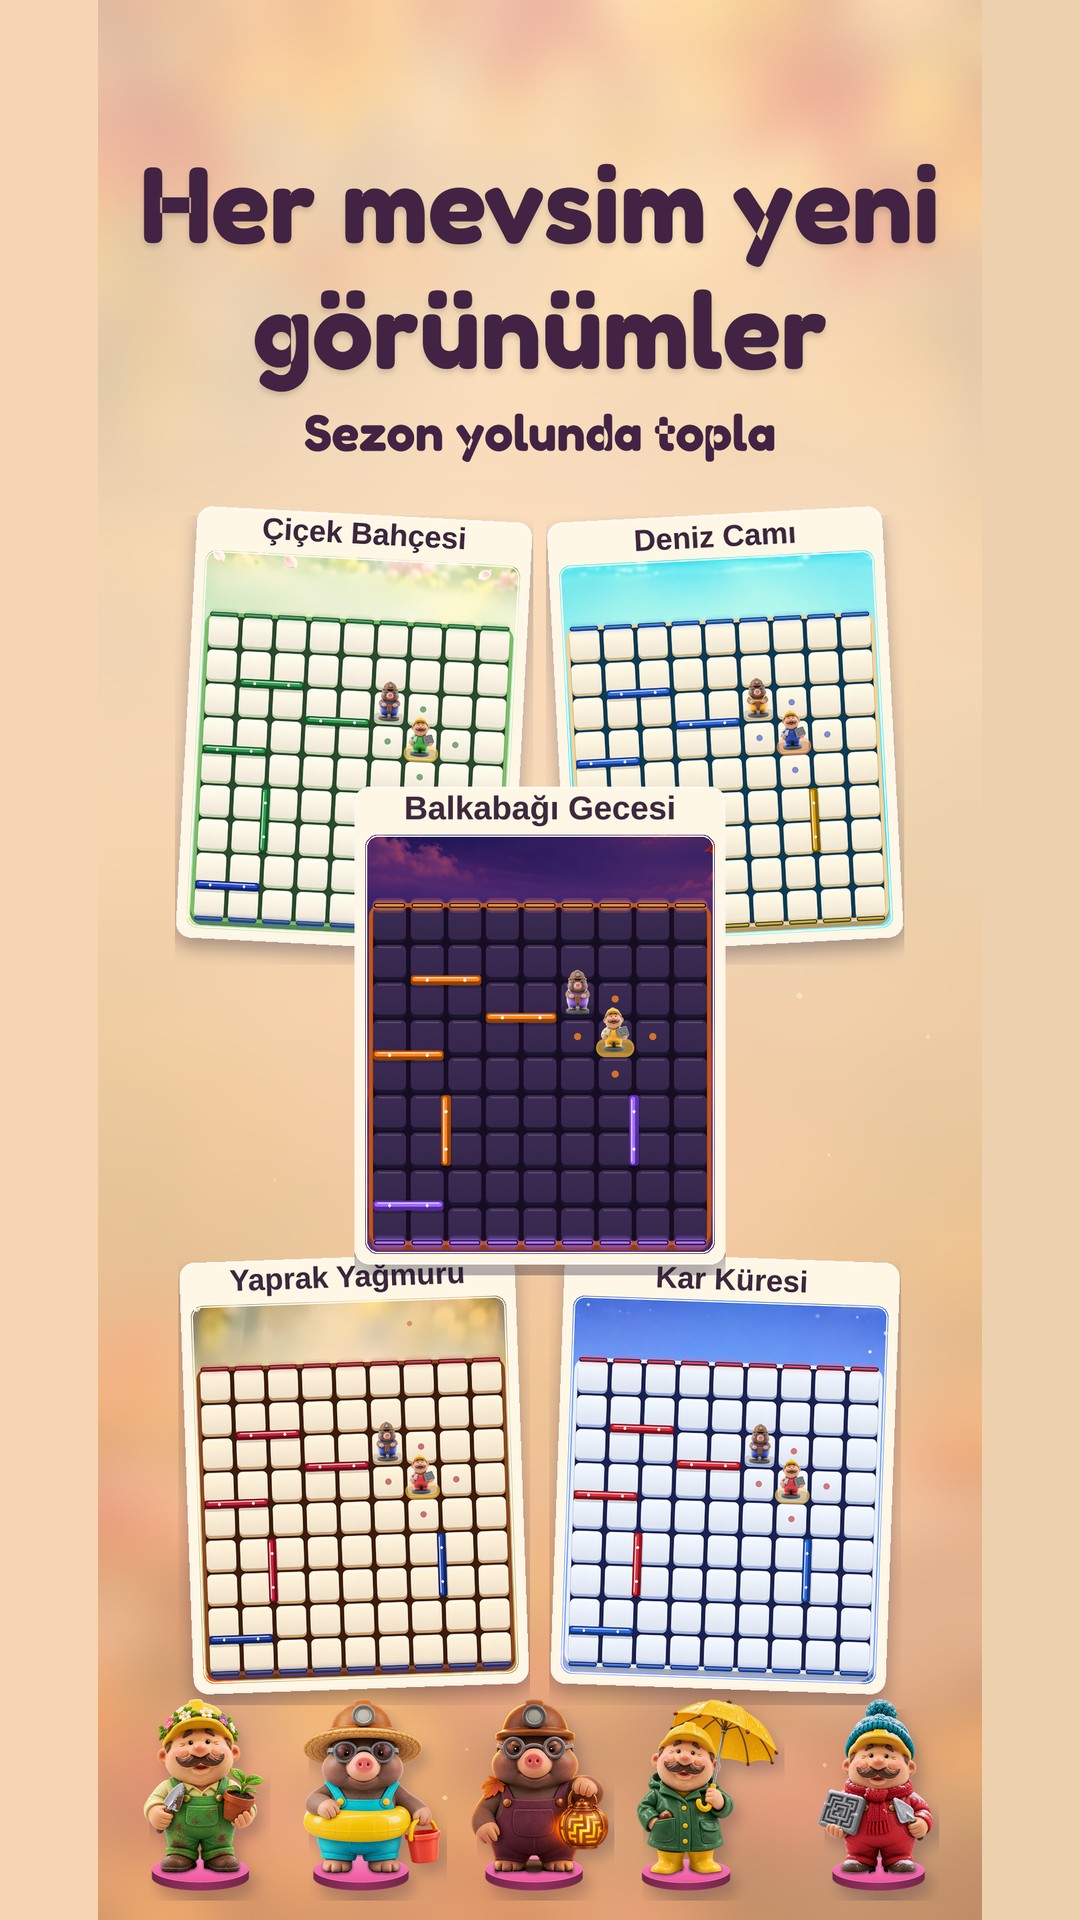 Her mevsim yeni
görünümler
Sezon yolunda topla
Çiçek Bahçesi
Deniz Camı
Balkabağı Gecesi
Yaprak Yağmuru
Kar Küresi